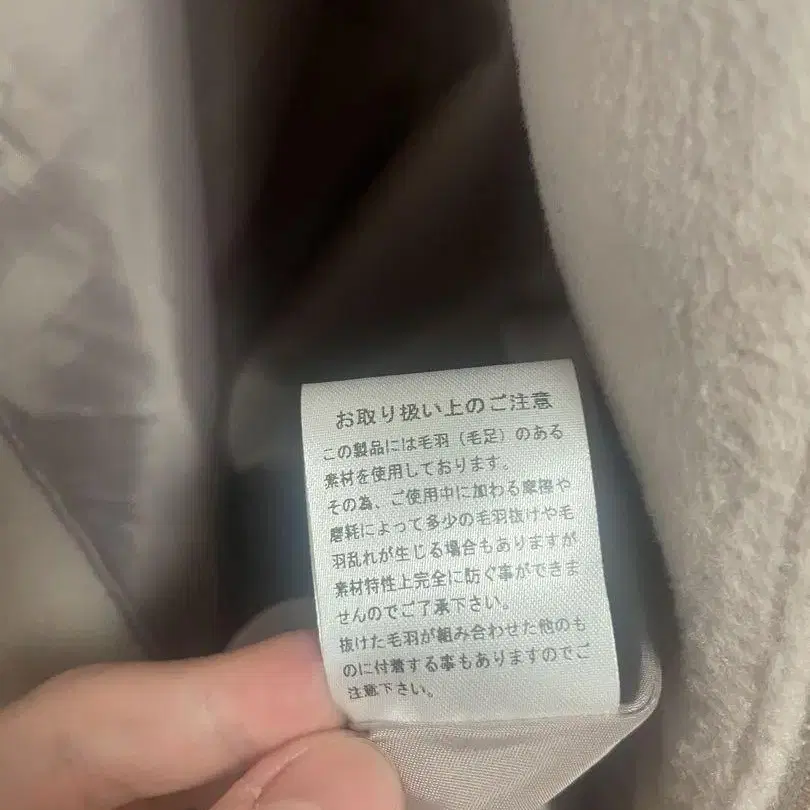 お取り扱い上のご注意
この製品には毛羽（毛足）のある
素材を使用しております。
その為、ご使用中に加わる摩擦や
磨耗によって多少の毛羽抜けや毛
羽乱れが生じる場合もありますが
素材特性上完全に防ぐ事ができま
せんのでご了承下さい。
抜けた毛羽が組み合わせた他のも
のに付着する事もありますのでご
注意下さい。